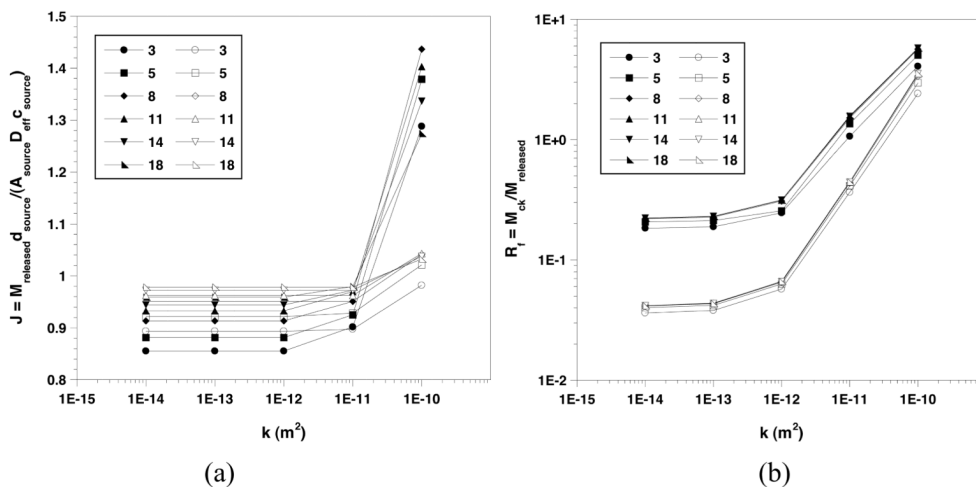 1.5
1.4
1.3
1.2
1.1
1
0.9
0.8
J = M_released d_source/(A_source D_eff c_source)
3 3
5 5
8 8
11 11
14 14
18 18
1E-15 1E-14 1E-13 1E-12 1E-11 1E-10
k (m²)
(a)
1E+1
1E+0
1E-1
1E-2
R_f = M_ck/M_released
3 3
5 5
8 8
11 11
14 14
18 18
1E-15 1E-14 1E-13 1E-12 1E-11 1E-10
k (m²)
(b)